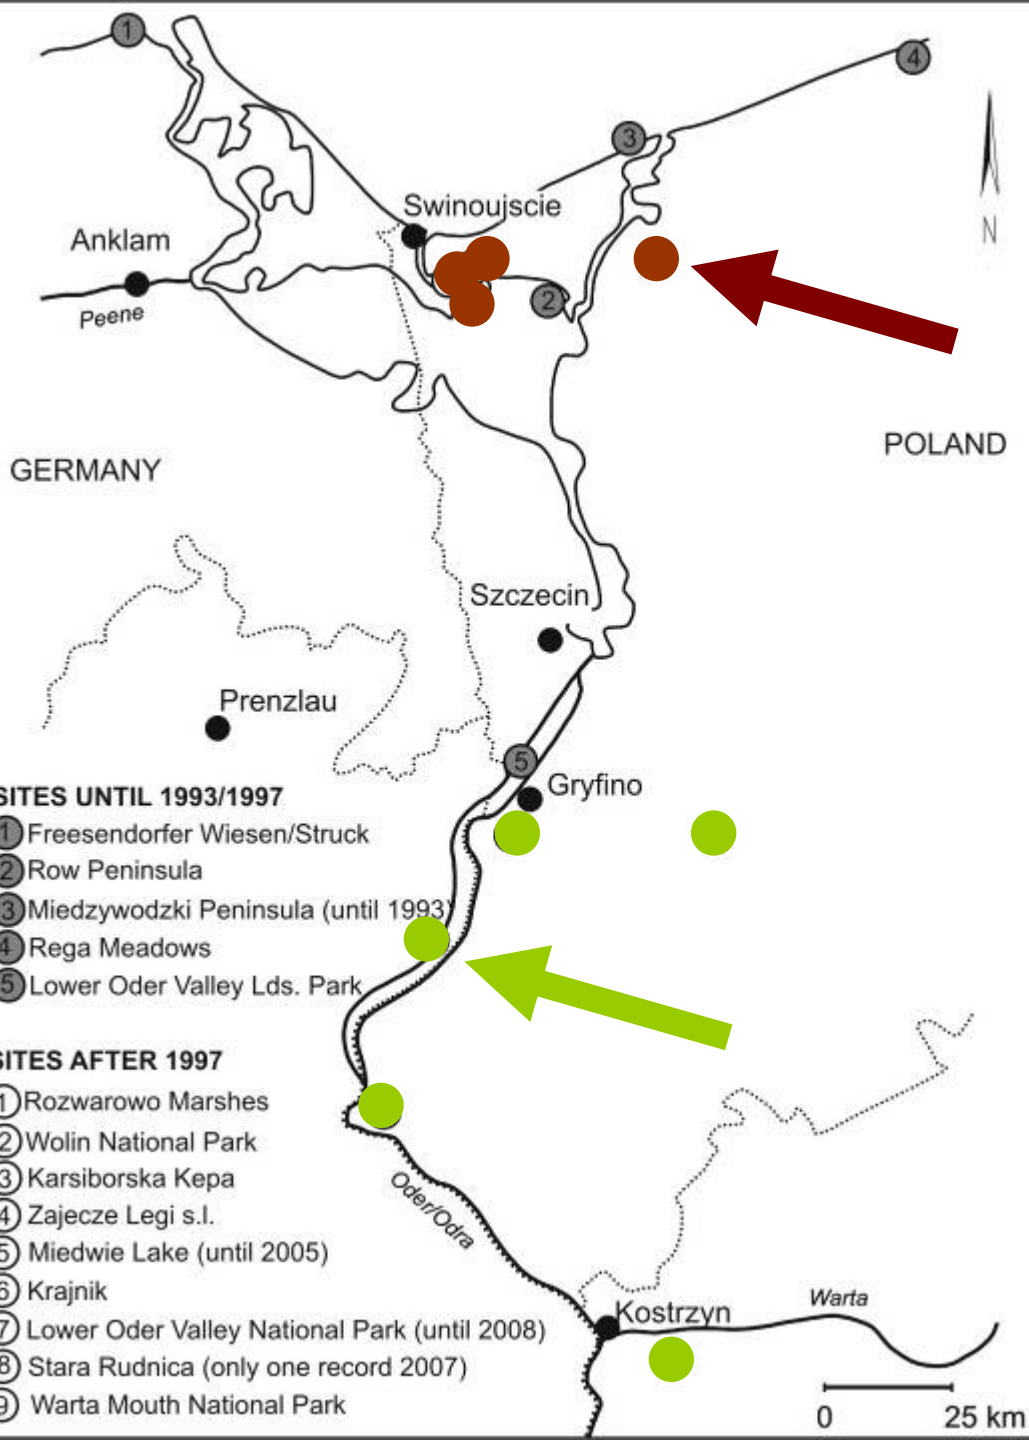 1
4
3
Swinoujscie
N
Anklam
2
Peene
POLAND
GERMANY
Szczecin
Prenzlau
5
Gryfino
SITES UNTIL 1993/1997
1 Freesendorfer Wiesen/Struck
2 Row Peninsula
3 Miedzywodzki Peninsula (until 1993)
4 Rega Meadows
5 Lower Oder Valley Lds. Park
SITES AFTER 1997
1 Rozwarowo Marshes
2 Wolin National Park
3 Karsiborska Kepa
4 Zajecze Legi s.l.
5 Miedwie Lake (until 2005)
6 Krajnik
7 Lower Oder Valley National Park (until 2008)
8 Stara Rudnica (only one record 2007)
9 Warta Mouth National Park
Oder/Odra
Kostrzyn
Warta
0 25 km